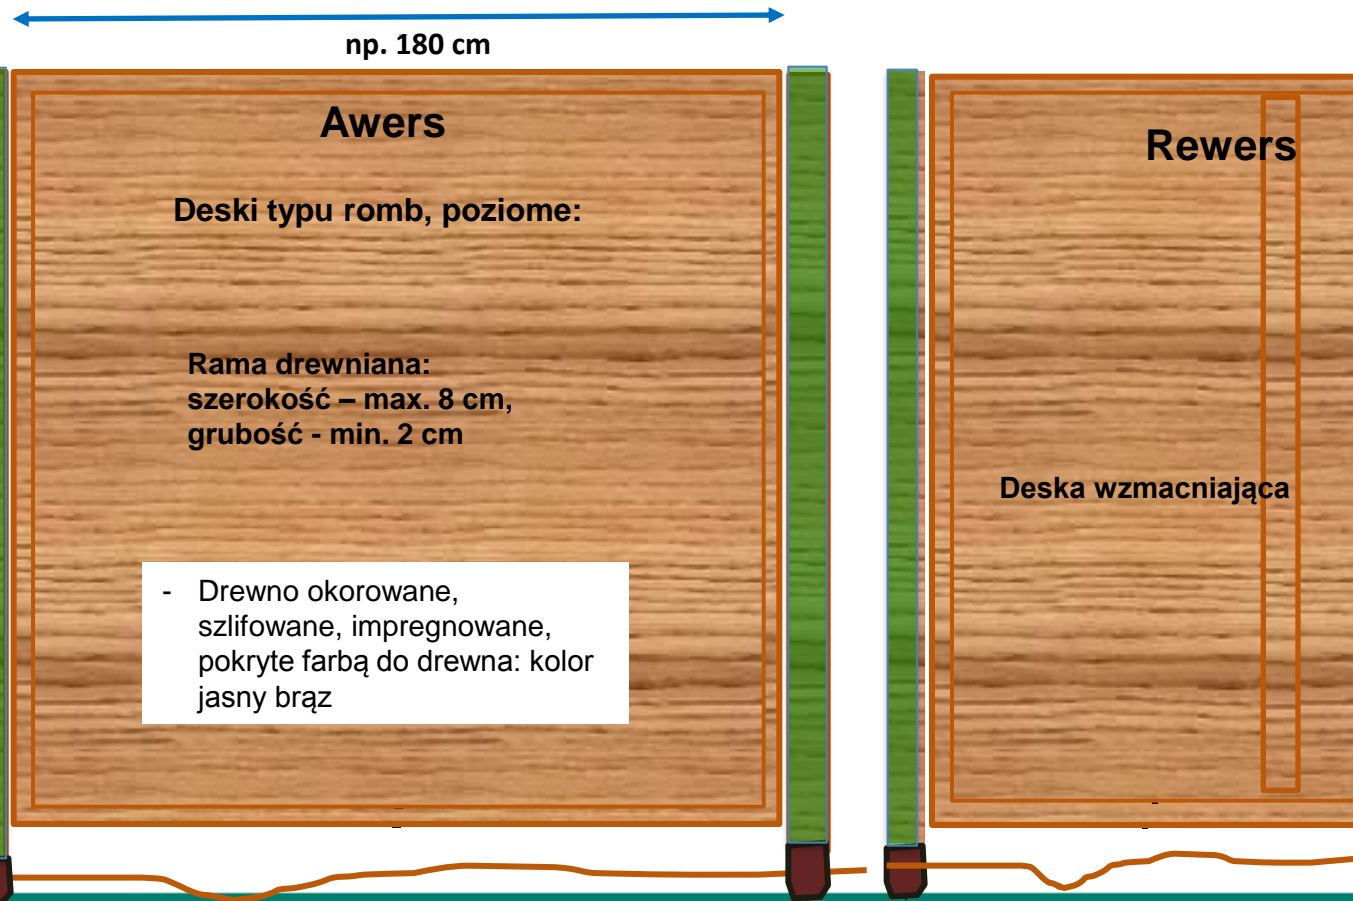 np. 180 cm
Awers
Deski typu romb, poziome:
Rama drewniana:
szerokość – max. 8 cm,
grubość - min. 2 cm
- Drewno okorowane,
szlifowane, impregnowane,
pokryte farbą do drewna: kolor
jasny brąz
Rewers
Deska wzmacniająca